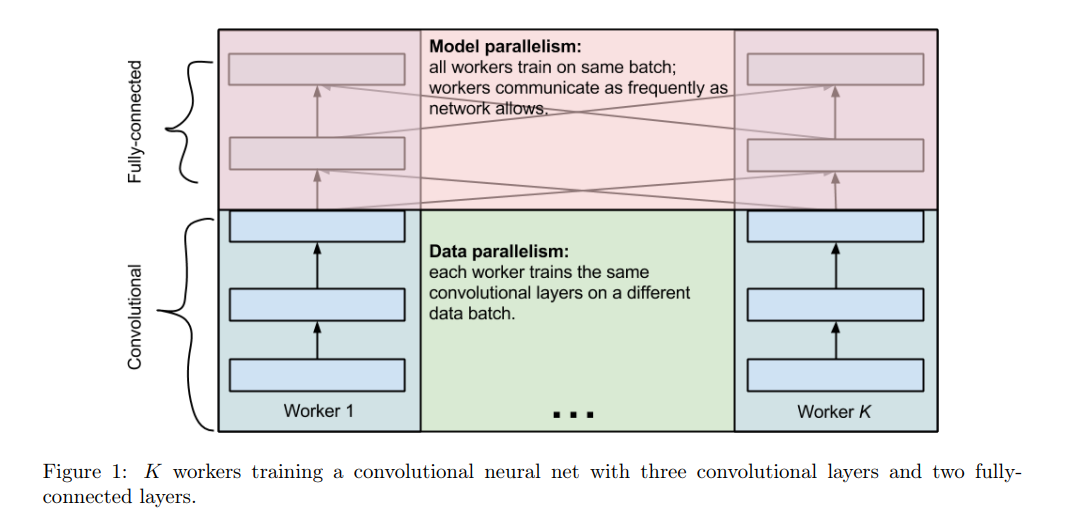 Fully-connected
Model parallelism:
all workers train on same batch;
workers communicate as frequently as
network allows.
Convolutional
Data parallelism:
each worker trains the same
convolutional layers on a different
data batch.
Worker 1
...
Worker K
Figure 1: K workers training a convolutional neural net with three convolutional layers and two fully-
connected layers.